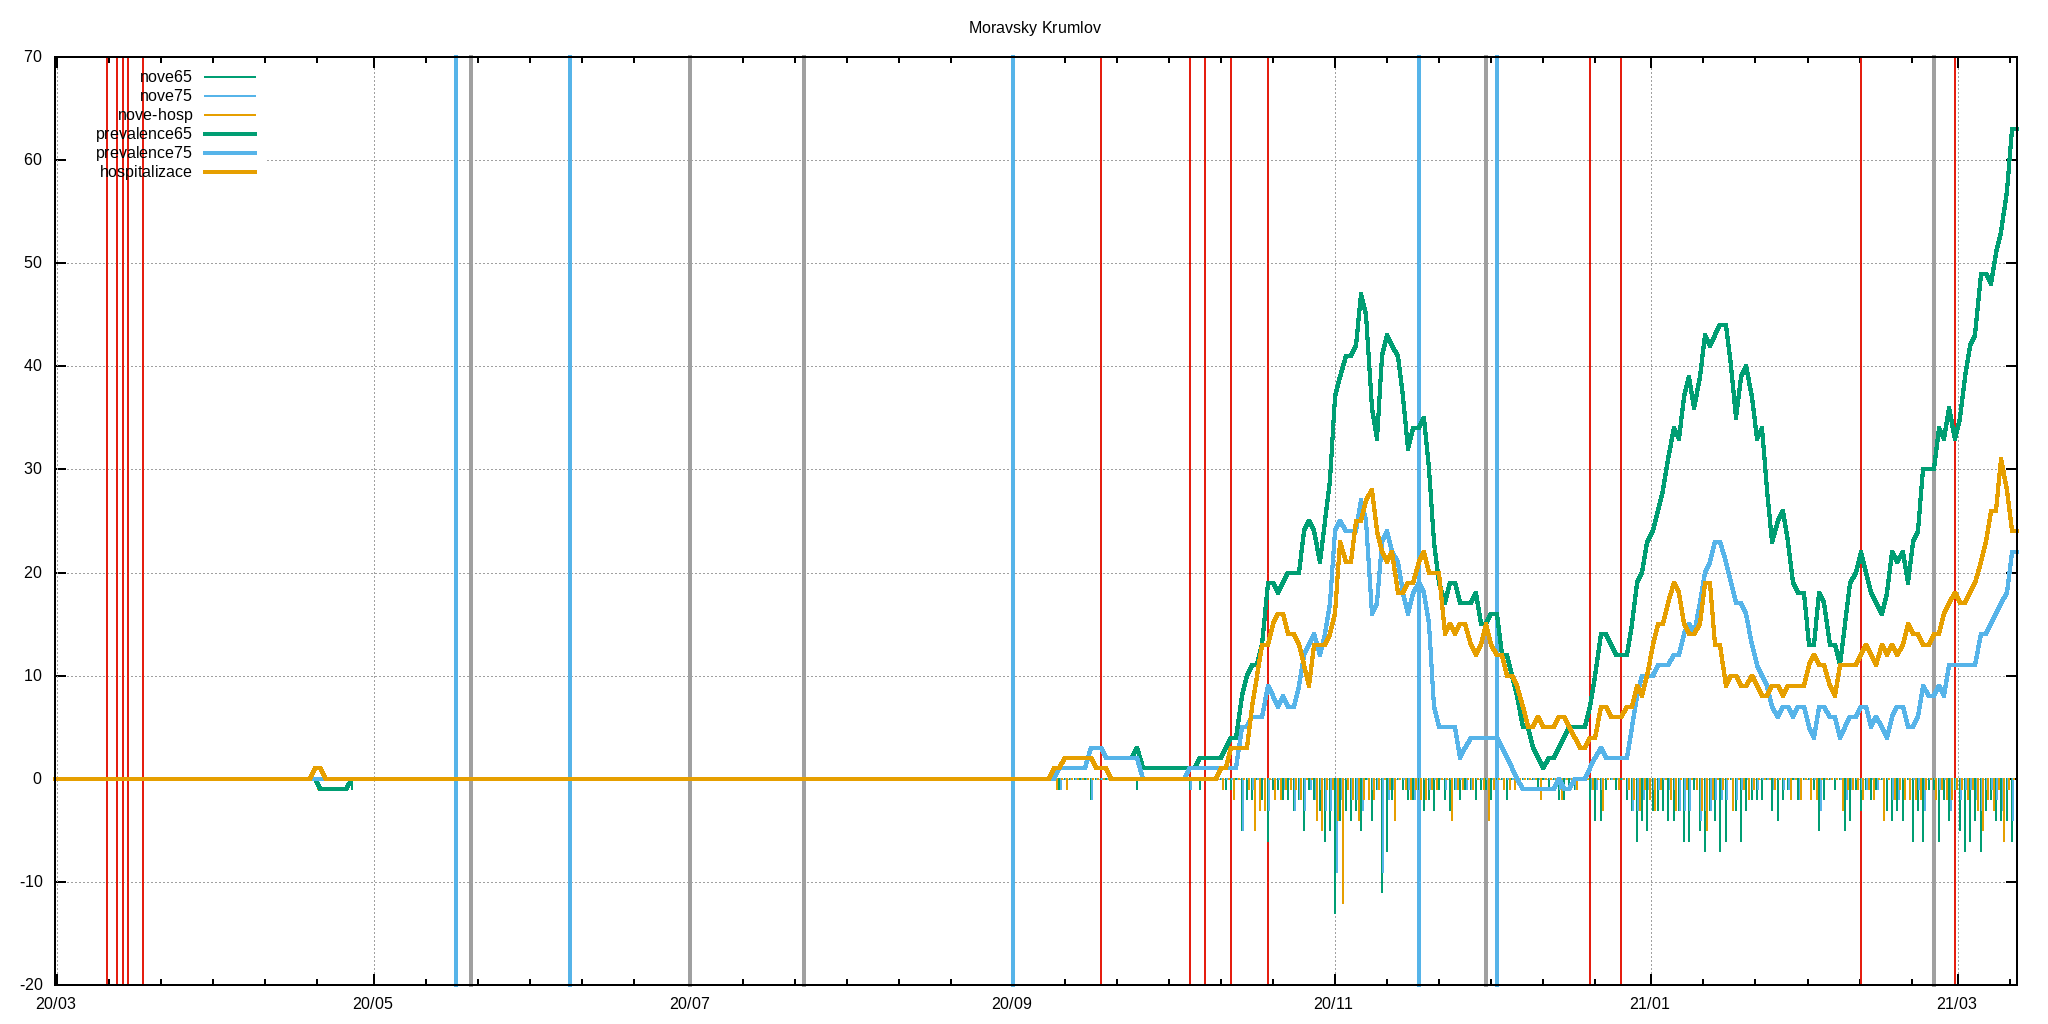 Moravsky Krumlov
70
60
50
40
30
20
10
0
-10
-20
nove65
nove75
nove-hosp
prevalence65
prevalence75
hospitalizace
20/03 20/05 20/07 20/09 20/11 21/01 21/03